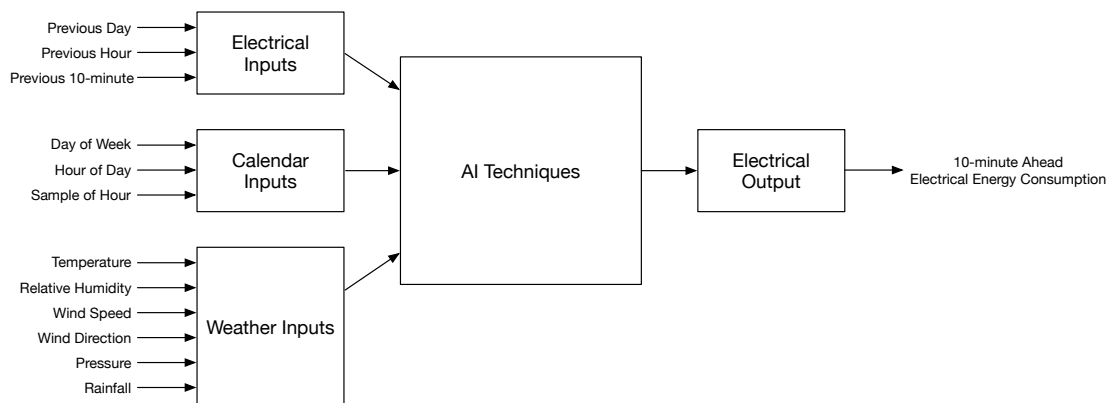 Previous Day
Previous Hour
Previous 10-minute
Electrical
Inputs
Day of Week
Hour of Day
Sample of Hour
Calendar
Inputs
Temperature
Relative Humidity
Wind Speed
Wind Direction
Pressure
Rainfall
Weather Inputs
AI Techniques
Electrical
Output
10-minute Ahead
Electrical Energy Consumption